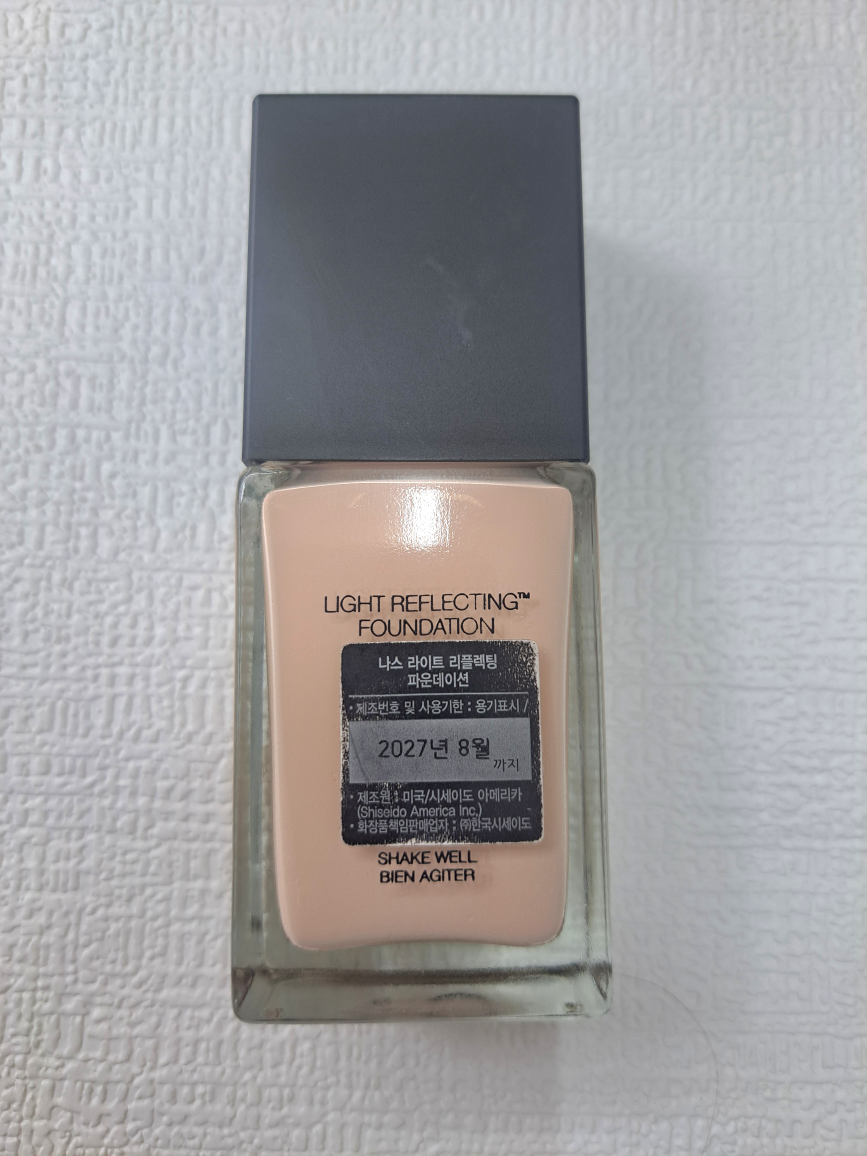 LIGHT REFLECTING™
FOUNDATION
나스 라이트 리플렉팅
파운데이션
• 제조번호 및 사용기한 : 용기표시 /
2027년 8월
까지
• 제조원 : 미국/시세이도 아메리카
(Shiseido America Inc.)
• 화장품책임판매업자 : ㈜한국시세이도
SHAKE WELL
BIEN AGITER